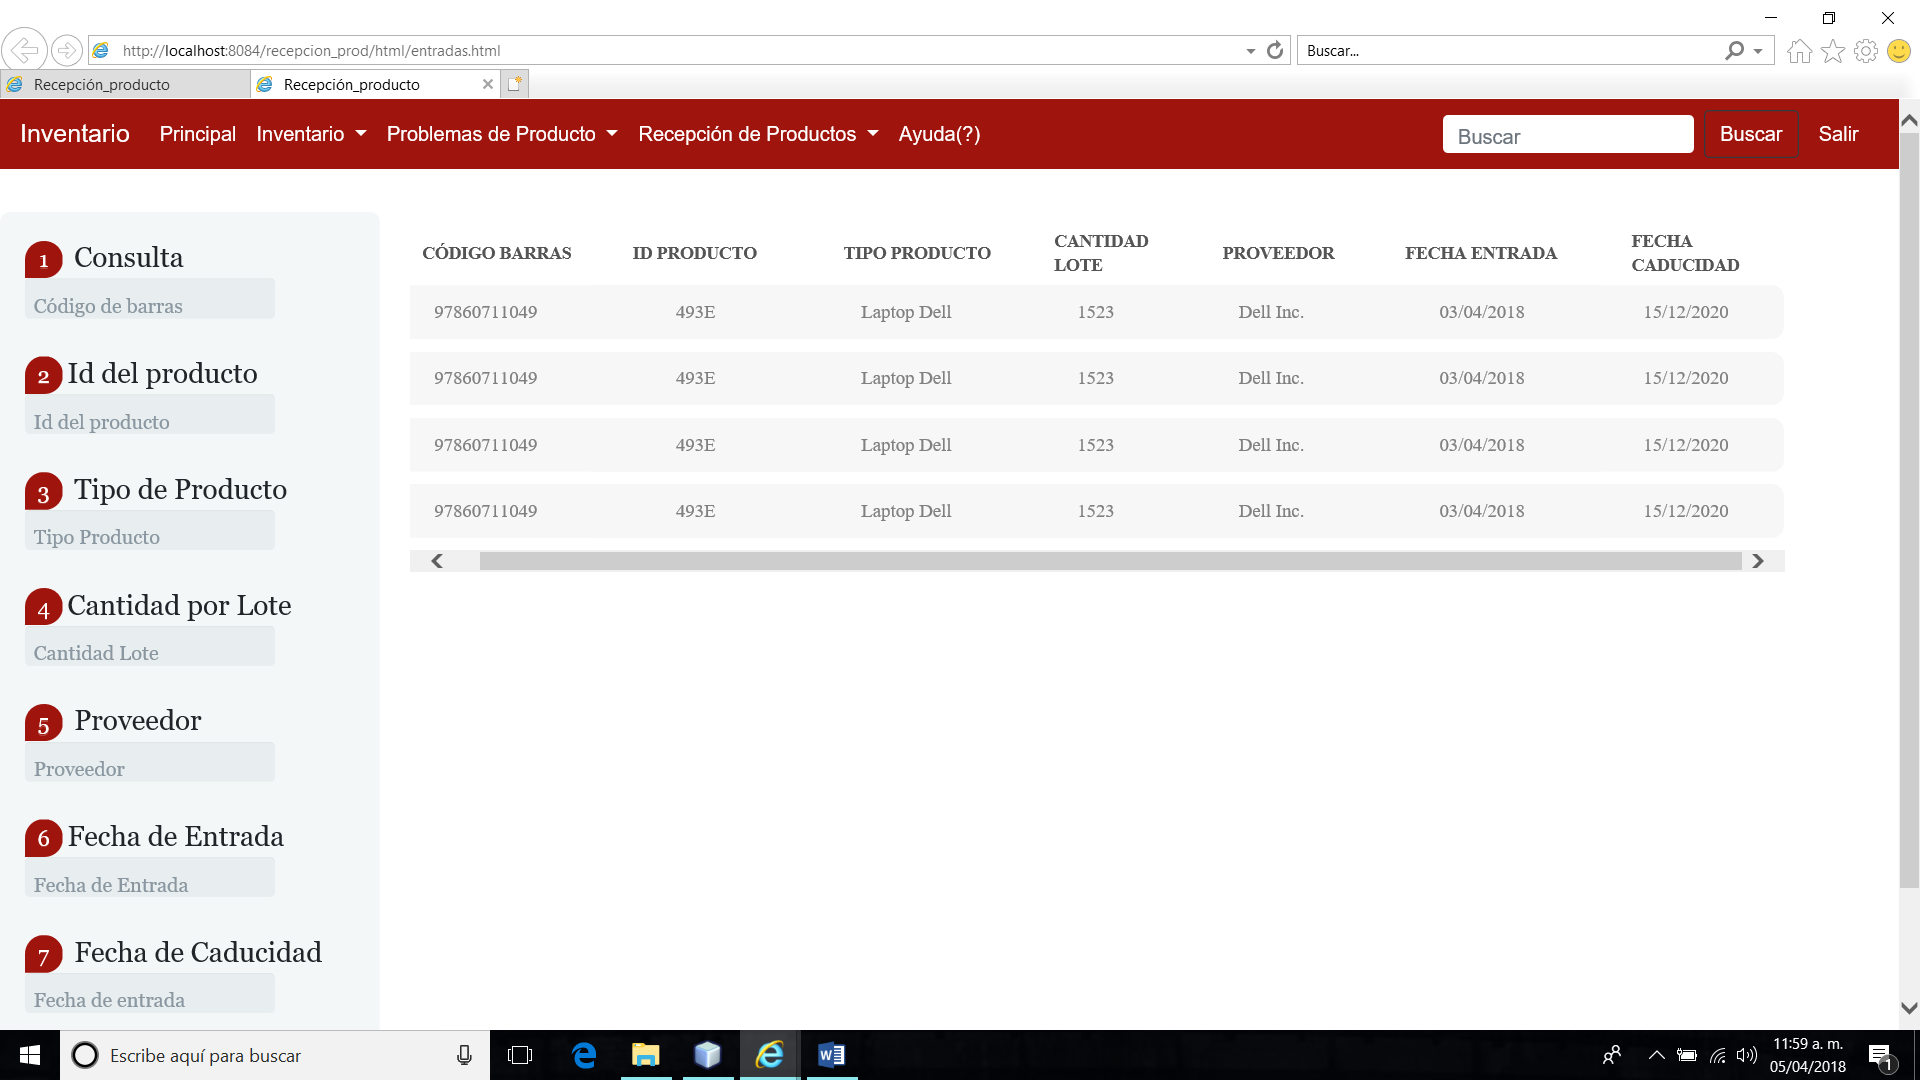 http://localhost:8084/recepcion_prod/html/entradas.html
Buscar...
Recepción_producto
Recepción_producto
Inventario Principal Inventario Problemas de Producto Recepción de Productos Ayuda(?) Buscar Buscar Salir
1 Consulta
Código de barras
2 Id del producto
Id del producto
3 Tipo de Producto
Tipo Producto
4 Cantidad por Lote
Cantidad Lote
5 Proveedor
Proveedor
6 Fecha de Entrada
Fecha de Entrada
7 Fecha de Caducidad
Fecha de entrada
CÓDIGO BARRAS ID PRODUCTO TIPO PRODUCTO CANTIDAD LOTE PROVEEDOR FECHA ENTRADA FECHA CADUCIDAD
97860711049 493E Laptop Dell 1523 Dell Inc. 03/04/2018 15/12/2020
97860711049 493E Laptop Dell 1523 Dell Inc. 03/04/2018 15/12/2020
97860711049 493E Laptop Dell 1523 Dell Inc. 03/04/2018 15/12/2020
97860711049 493E Laptop Dell 1523 Dell Inc. 03/04/2018 15/12/2020
Escribe aquí para buscar
11:59 a. m.
05/04/2018
1